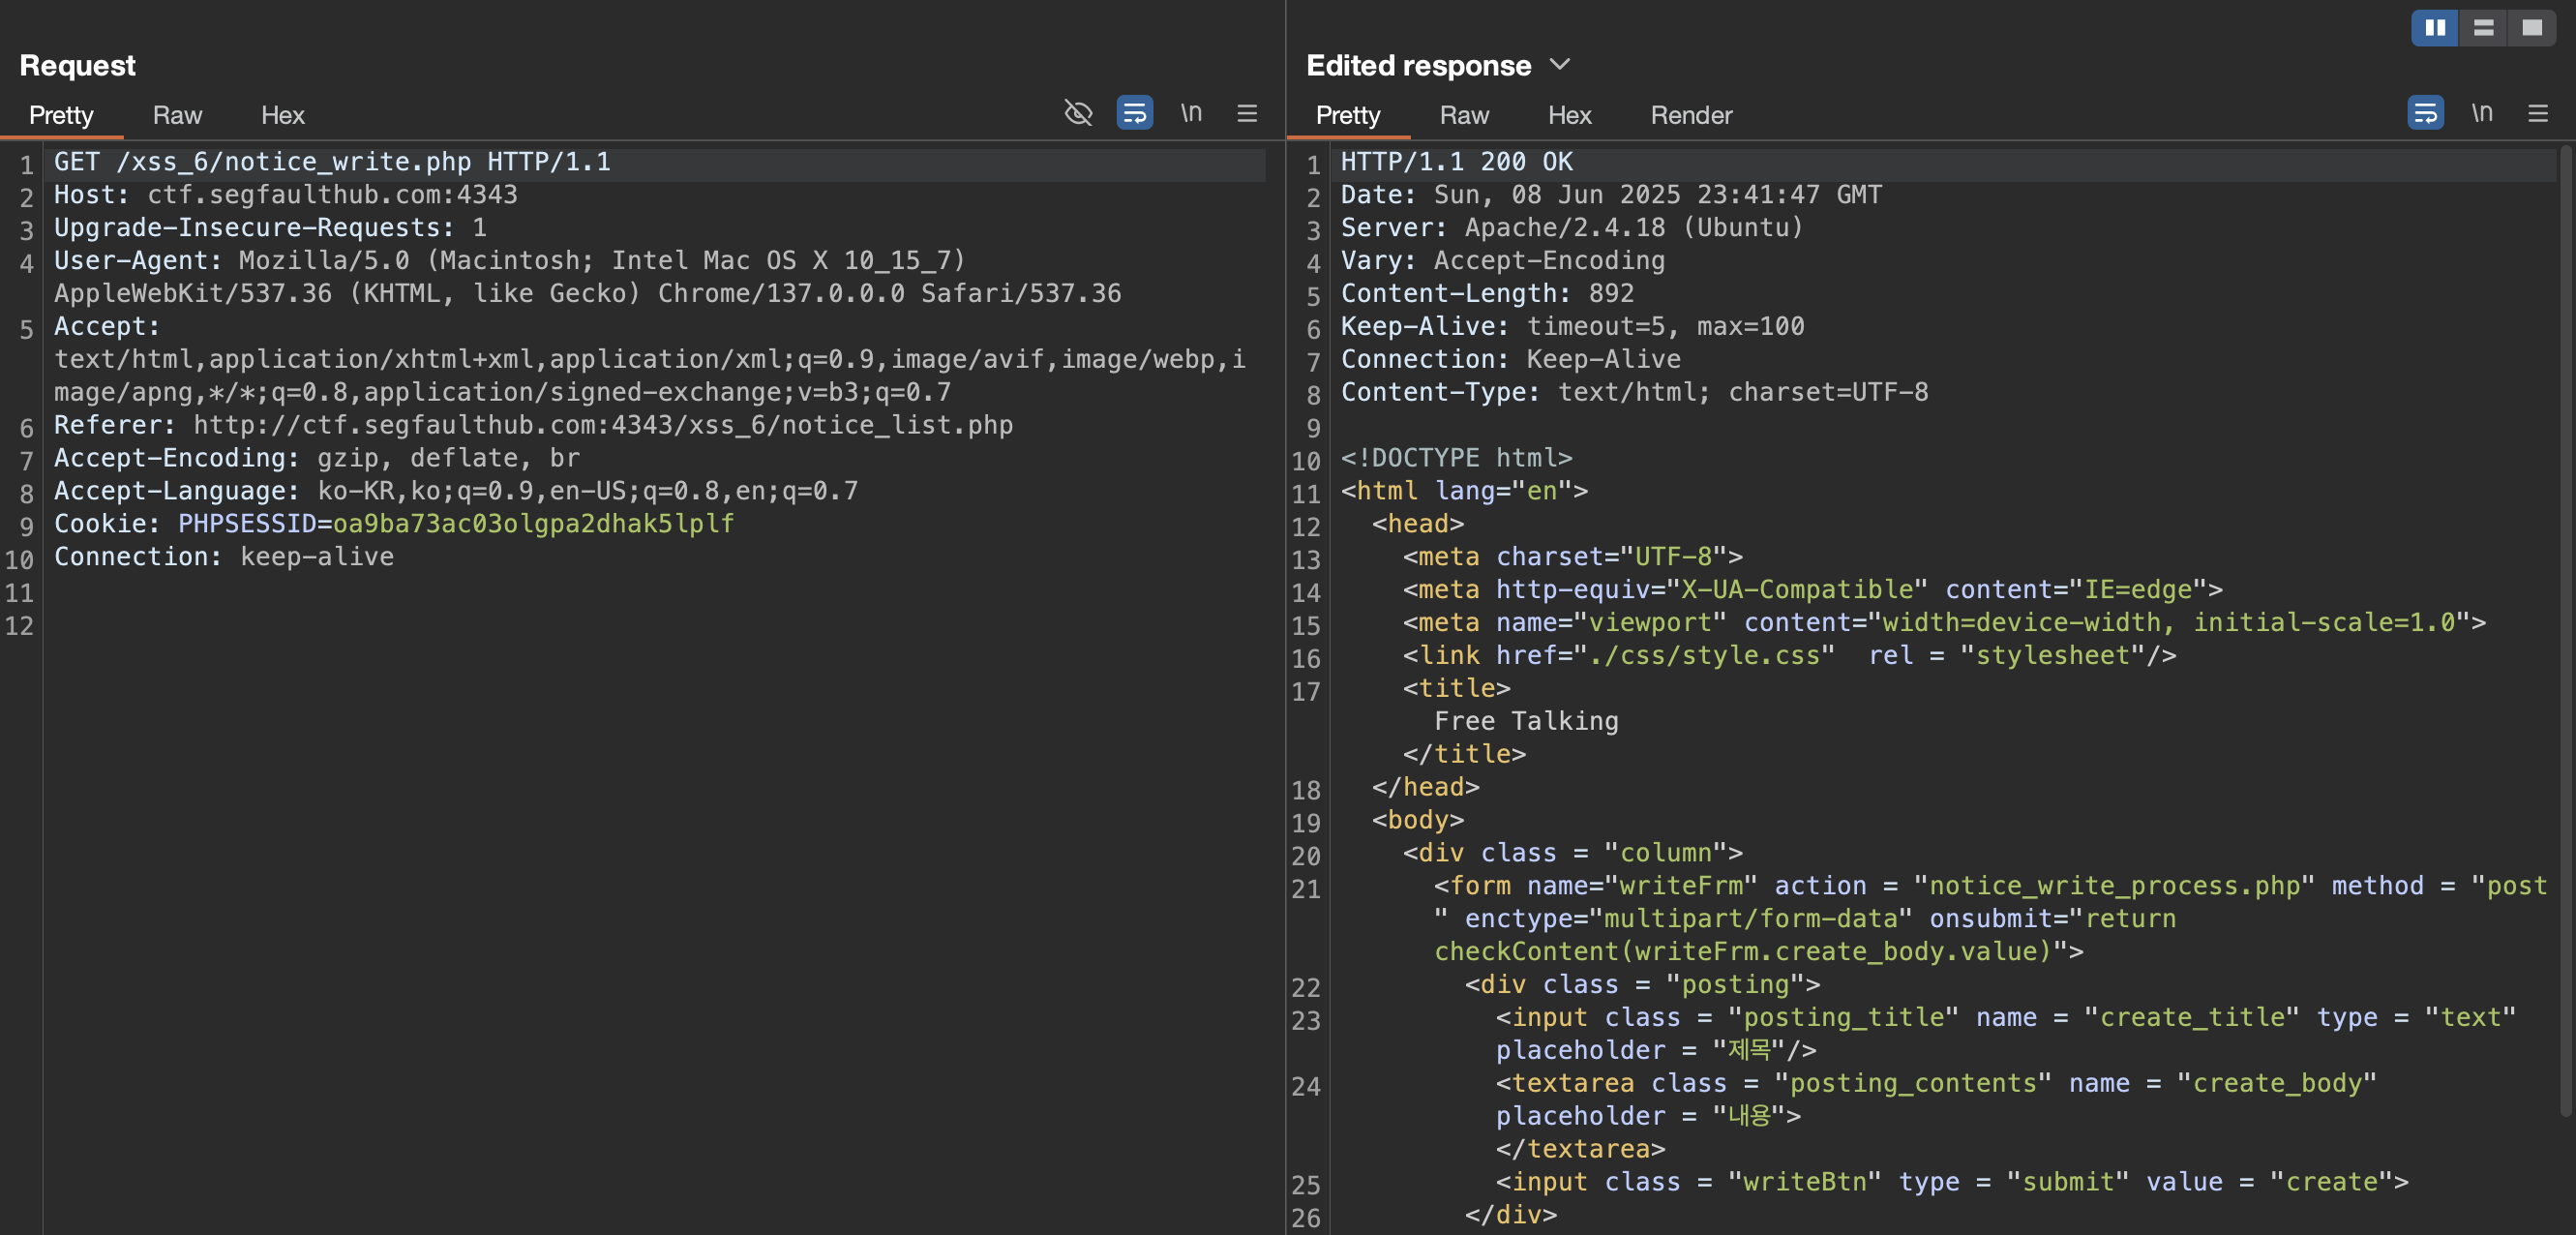 Request
Pretty Raw Hex \n
1 GET /xss_6/notice_write.php HTTP/1.1
2 Host: ctf.segfaulthub.com:4343
3 Upgrade-Insecure-Requests: 1
4 User-Agent: Mozilla/5.0 (Macintosh; Intel Mac OS X 10_15_7)
AppleWebKit/537.36 (KHTML, like Gecko) Chrome/137.0.0.0 Safari/537.36
5 Accept:
text/html,application/xhtml+xml,application/xml;q=0.9,image/avif,image/webp,i
mage/apng,*/*;q=0.8,application/signed-exchange;v=b3;q=0.7
6 Referer: http://ctf.segfaulthub.com:4343/xss_6/notice_list.php
7 Accept-Encoding: gzip, deflate, br
8 Accept-Language: ko-KR,ko;q=0.9,en-US;q=0.8,en;q=0.7
9 Cookie: PHPSESSID=oa9ba73ac03olgpa2dhak5lplf
10 Connection: keep-alive
11
12
Edited response
Pretty Raw Hex Render \n
1 HTTP/1.1 200 OK
2 Date: Sun, 08 Jun 2025 23:41:47 GMT
3 Server: Apache/2.4.18 (Ubuntu)
4 Vary: Accept-Encoding
5 Content-Length: 892
6 Keep-Alive: timeout=5, max=100
7 Connection: Keep-Alive
8 Content-Type: text/html; charset=UTF-8
9
10 <!DOCTYPE html>
11 <html lang="en">
12 <head>
13 <meta charset="UTF-8">
14 <meta http-equiv="X-UA-Compatible" content="IE=edge">
15 <meta name="viewport" content="width=device-width, initial-scale=1.0">
16 <link href="./css/style.css"  rel = "stylesheet"/>
17 <title>
Free Talking
</title>
18 </head>
19 <body>
20 <div class = "column">
21 <form name="writeFrm" action = "notice_write_process.php" method = "post
" enctype="multipart/form-data" onsubmit="return
checkContent(writeFrm.create_body.value)">
22 <div class = "posting">
23 <input class = "posting_title" name = "create_title" type = "text"
placeholder = "제목"/>
24 <textarea class = "posting_contents" name = "create_body"
placeholder = "내용">
</textarea>
25 <input class = "writeBtn" type = "submit" value = "create">
26 </div>